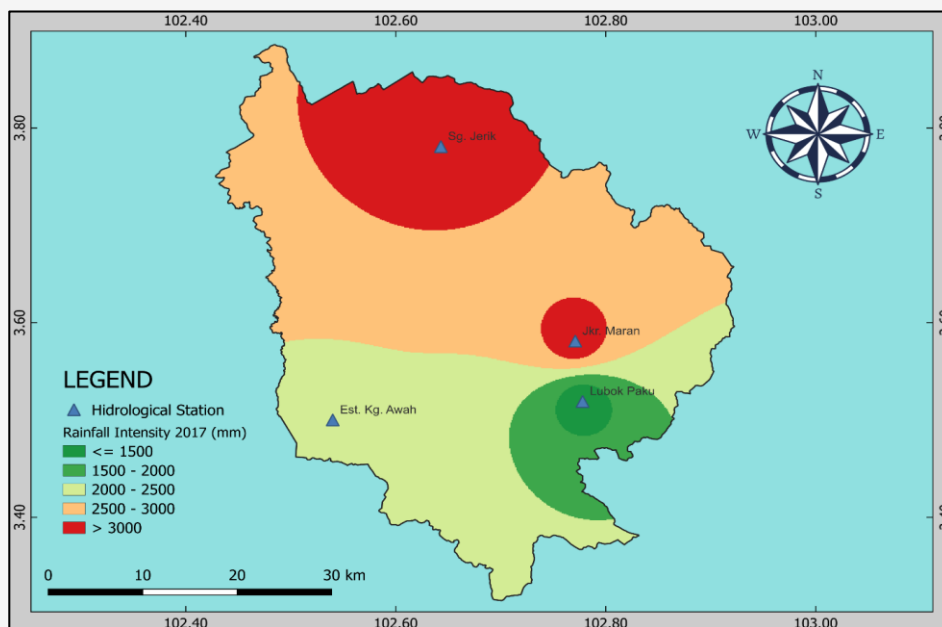 102.40 102.60 102.80 103.00
N
W E
S
3.80
Sg. Jerik
3.60
Jkr. Maran
LEGEND
Hidrological Station
Rainfall Intensity 2017 (mm)
<= 1500
1500 - 2000
2000 - 2500
2500 - 3000
> 3000
Est. Kg. Awah
Lubok Paku
3.40
0 10 20 30 km
102.40 102.60 102.80 103.00